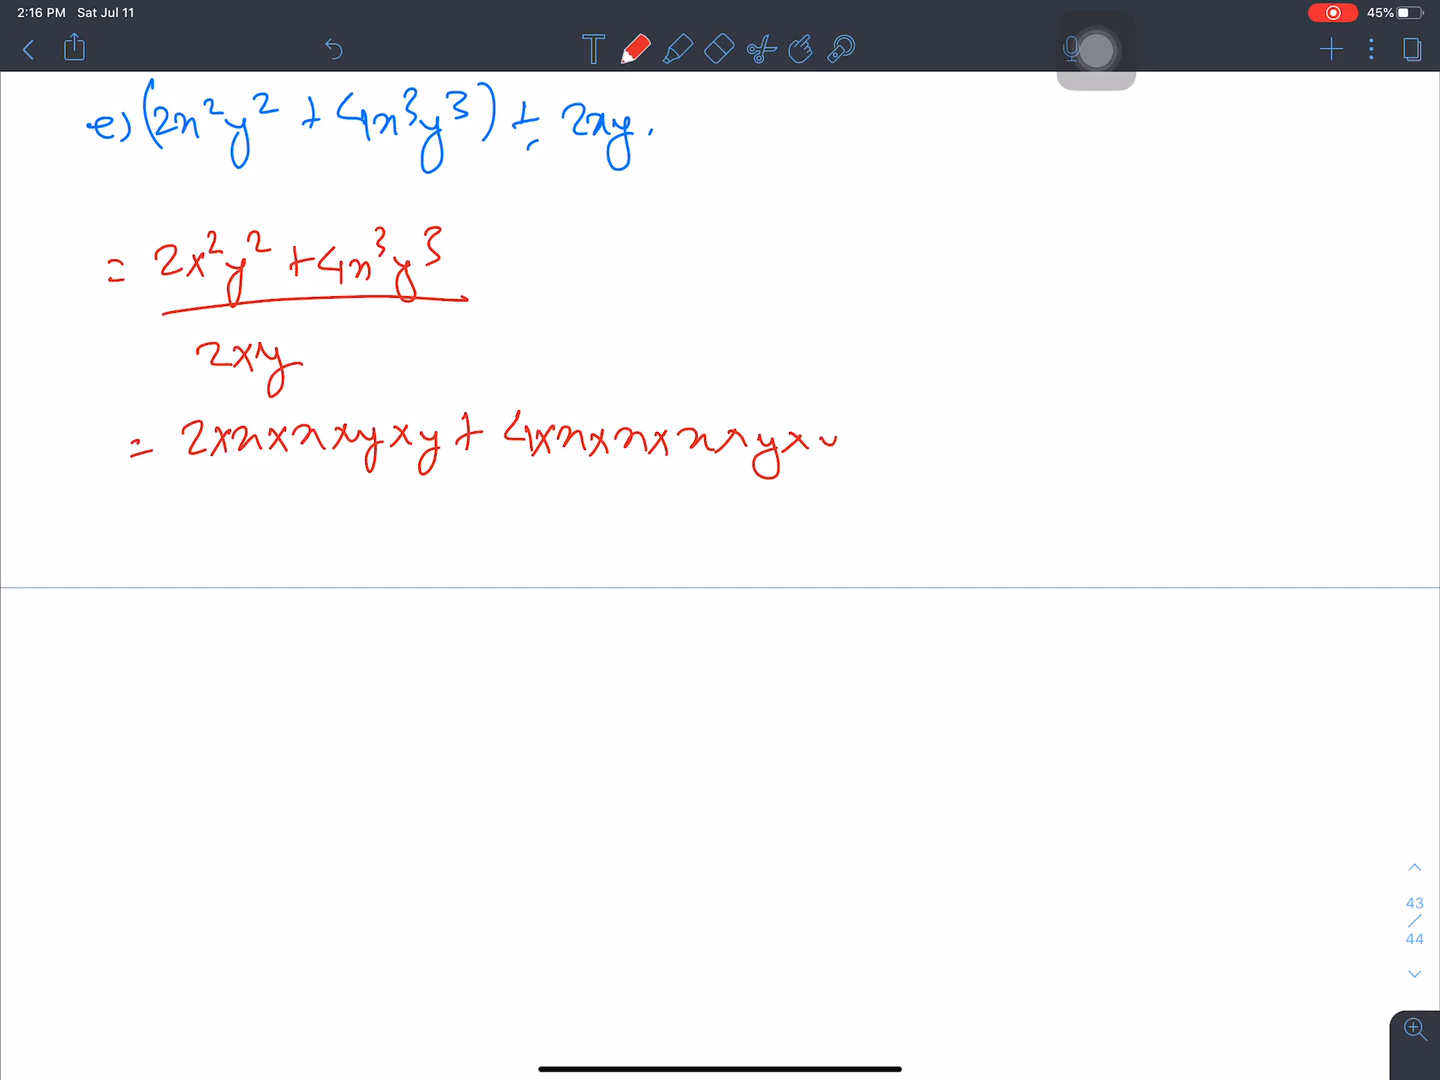 2:16 PM Sat Jul 11
45%
T
e) (2x²y² + 4x³y³) ÷ 2xy.
= 2x²y² + 4x³y³
2xy
= 2×x×x×y×y + 4×x×x×x×y×
43
/
44